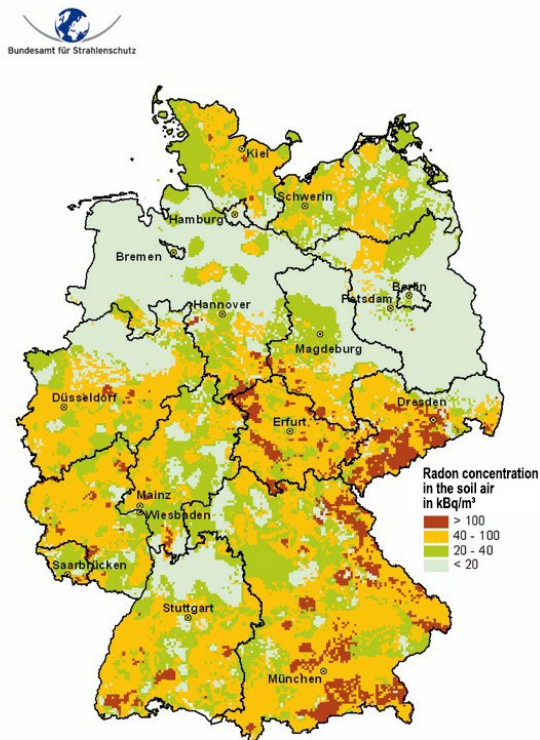 Bundesamt für Strahlenschutz
Kiel
Schwerin
Hamburg
Bremen
Berlin
Potsdam
Hannover
Magdeburg
Düsseldorf
Dresden
Erfurt
Radon concentration
in the soil air
in kBq/m³
> 100
40 - 100
20 - 40
< 20
Mainz
Wiesbaden
Saarbrücken
Stuttgart
München